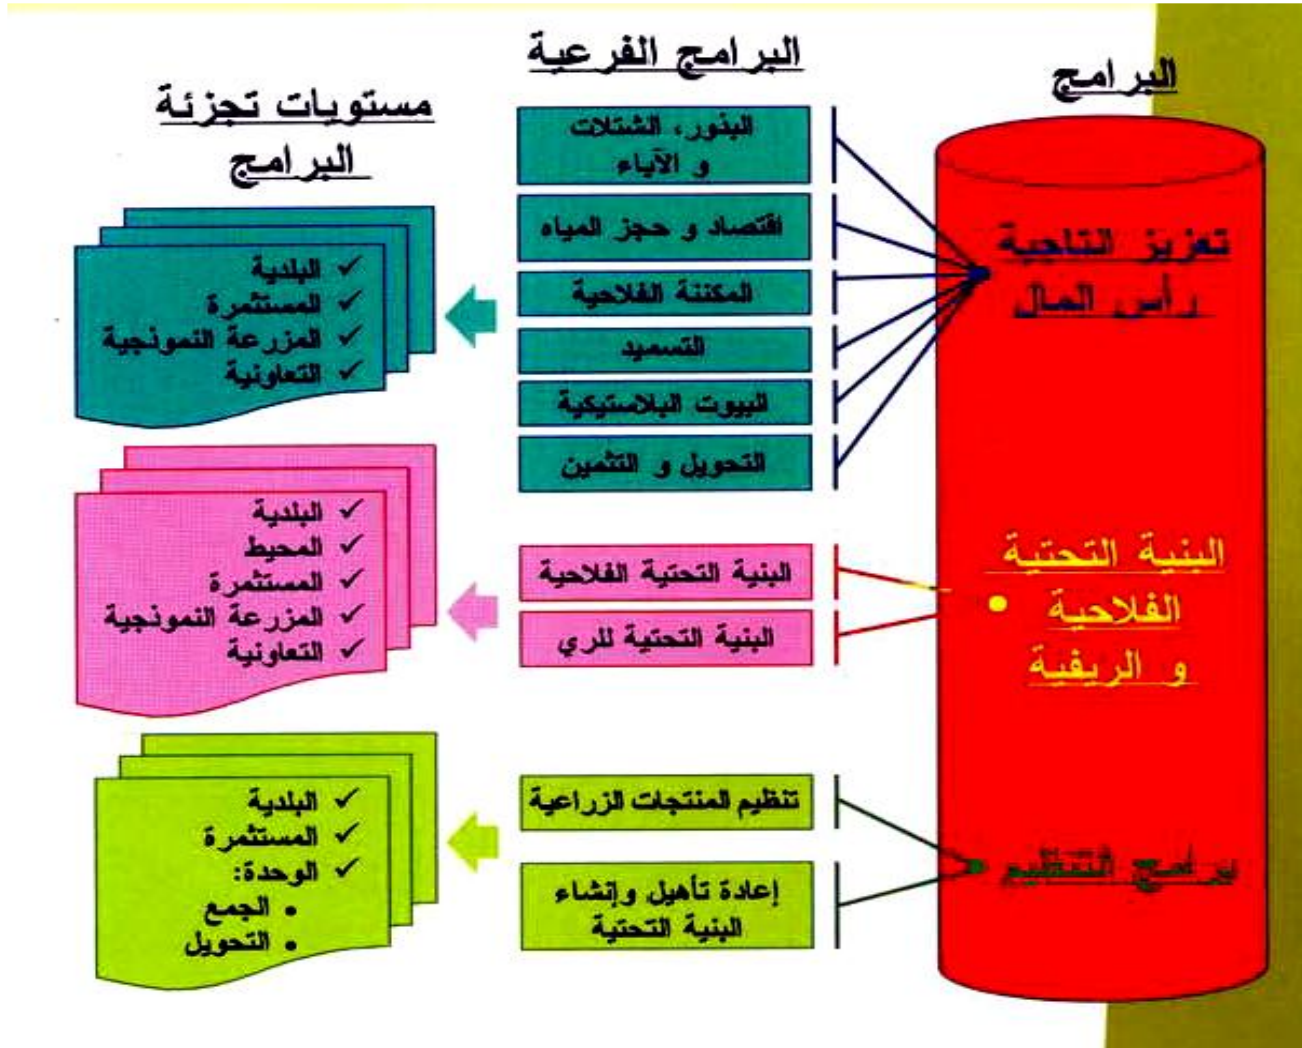 البرامج
تعزيز انتاجية
رأس المال
البنية التحتية
الفلاحية
و الريفية
برامج التنظيم
البرامج الفرعية
البذور، الشتلات
و الآباء
اقتصاد و حجز المياه
المكننة الفلاحية
التسميد
البيوت البلاستيكية
التحويل و التثمين
البنية التحتية الفلاحية
البنية التحتية للري
تنظيم المنتجات الزراعية
إعادة تأهيل وإنشاء
البنية التحتية
مستويات تجزئة
البرامج
✓ البلدية
✓ المستثمرة
✓ المزرعة النموذجية
✓ التعاونية
✓ البلدية
✓ المحيط
✓ المستثمرة
✓ المزرعة النموذجية
✓ التعاونية
✓ البلدية
✓ المستثمرة
✓ الوحدة:
• الجمع
• التحويل